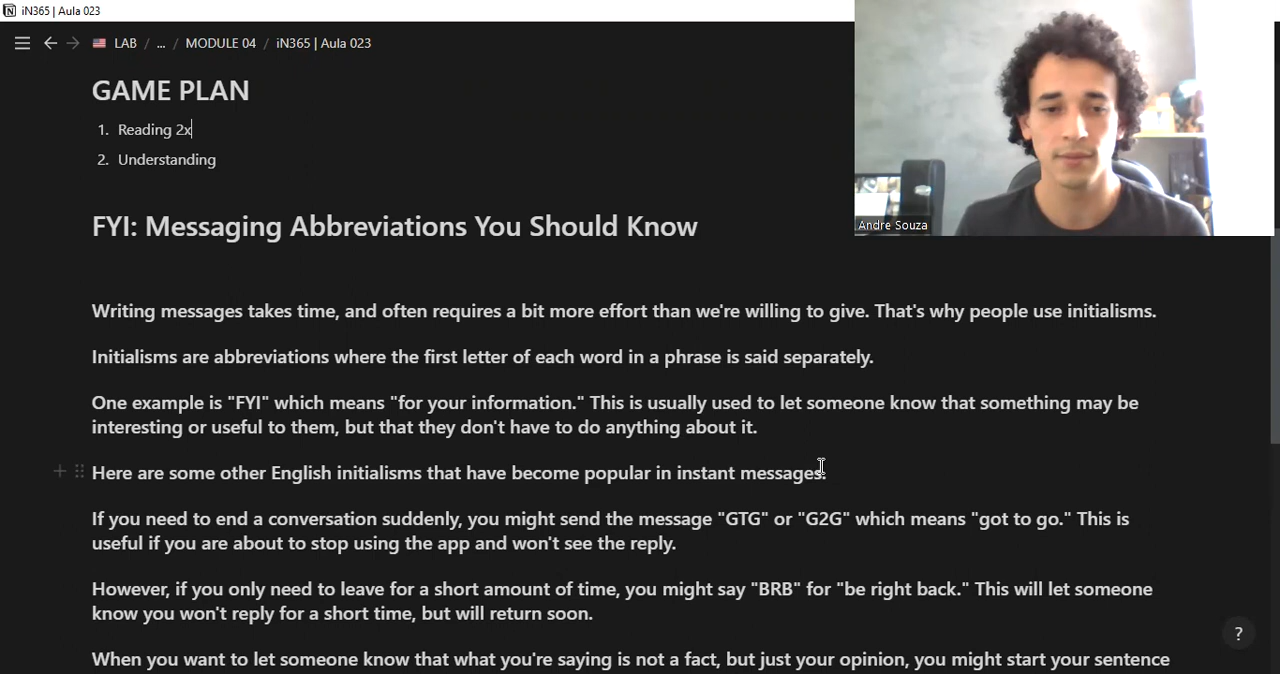 iN365 | Aula 023
LAB / ... / MODULE 04 / iN365 | Aula 023
GAME PLAN
1. Reading 2x
2. Understanding
Andre Souza
FYI: Messaging Abbreviations You Should Know
Writing messages takes time, and often requires a bit more effort than we're willing to give. That's why people use initialisms.
Initialisms are abbreviations where the first letter of each word in a phrase is said separately.
One example is "FYI" which means "for your information." This is usually used to let someone know that something may be
interesting or useful to them, but that they don't have to do anything about it.
Here are some other English initialisms that have become popular in instant messages.
If you need to end a conversation suddenly, you might send the message "GTG" or "G2G" which means "got to go." This is
useful if you are about to stop using the app and won't see the reply.
However, if you only need to leave for a short amount of time, you might say "BRB" for "be right back." This will let someone
know you won't reply for a short time, but will return soon.
When you want to let someone know that what you're saying is not a fact, but just your opinion, you might start your sentence
?